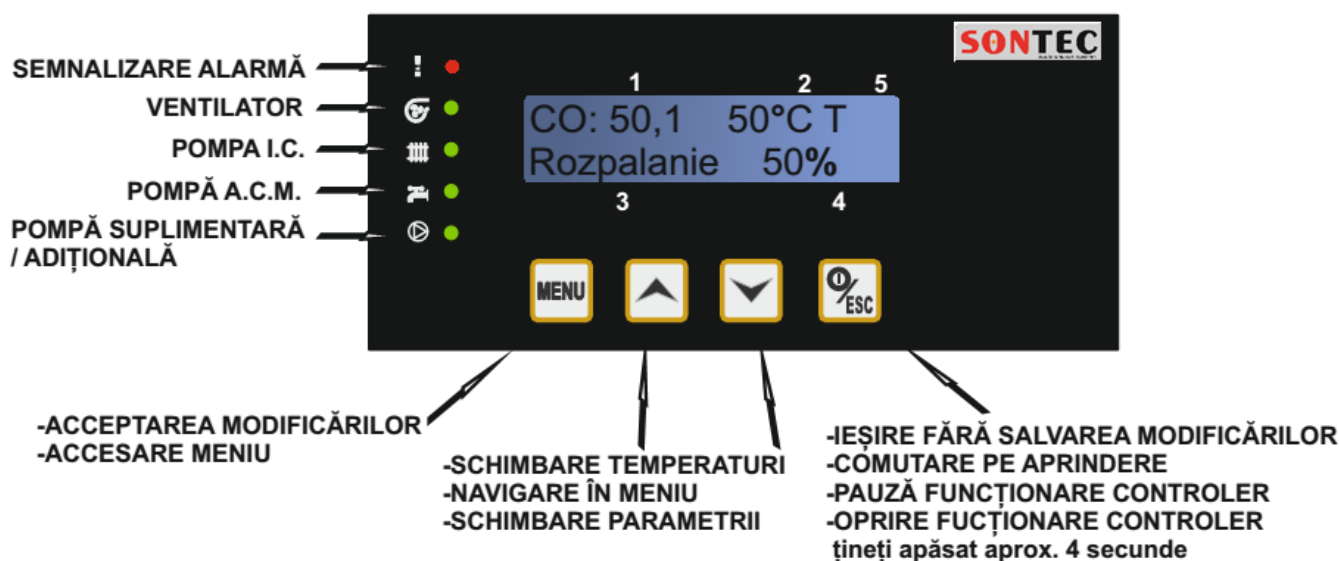 SONTEC
SEMNALIZARE ALARMĂ
!
VENTILATOR
POMPA I.C.
POMPĂ A.C.M.
POMPĂ SUPLIMENTARĂ
/ ADIȚIONALĂ
1 2 5
CO: 50,1 50°C T
Rozpalanie 50%
3 4
MENU
ESC
-ACCEPTAREA MODIFICĂRILOR
-ACCESARE MENIU
-SCHIMBARE TEMPERATURI
-NAVIGARE ÎN MENIU
-SCHIMBARE PARAMETRII
-IEȘIRE FĂRĂ SALVAREA MODIFICĂRILOR
-COMUTARE PE APRINDERE
-PAUZĂ FUNCȚIONARE CONTROLER
-OPRIRE FUCȚIONARE CONTROLER
țineți apăsat aprox. 4 secunde